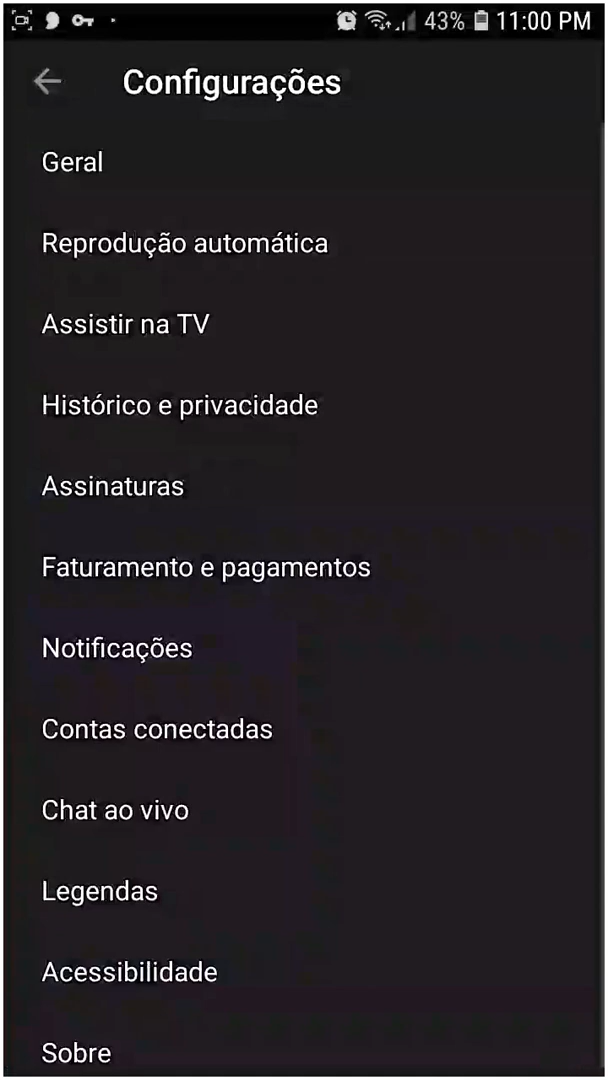 43% 11:00 PM
Configurações
Geral
Reprodução automática
Assistir na TV
Histórico e privacidade
Assinaturas
Faturamento e pagamentos
Notificações
Contas conectadas
Chat ao vivo
Legendas
Acessibilidade
Sobre